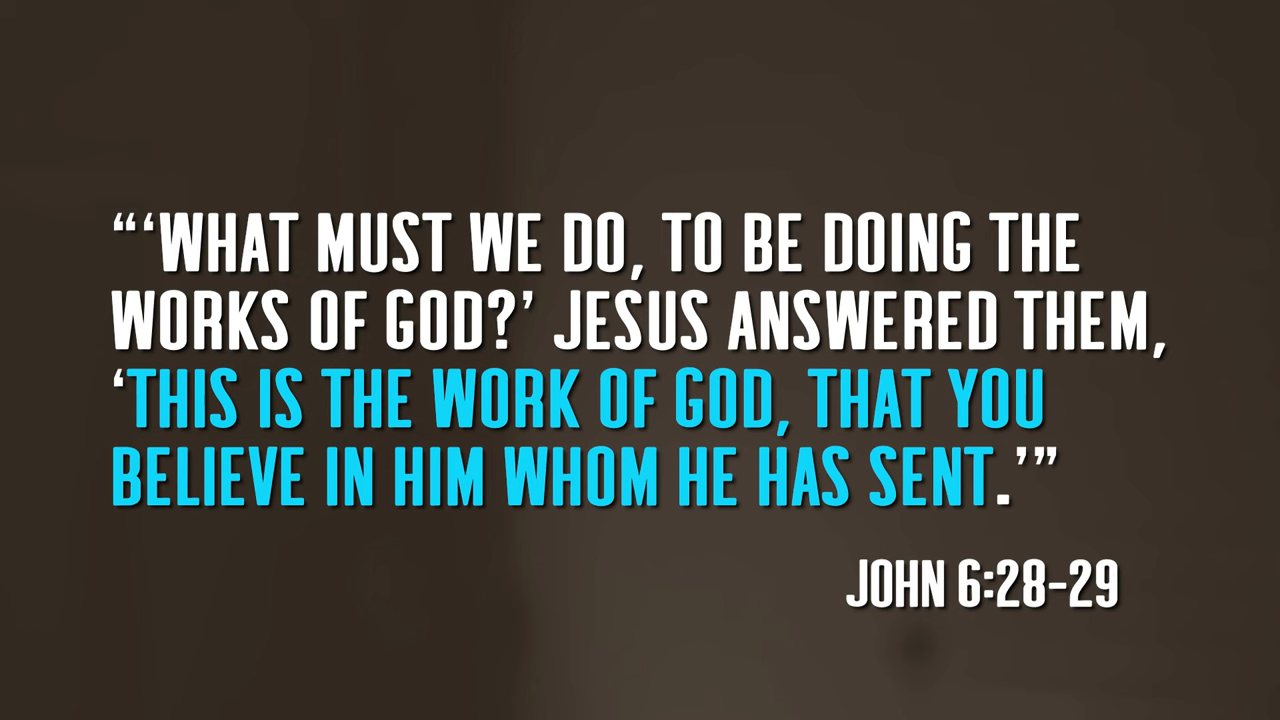 “‘WHAT MUST WE DO, TO BE DOING THE
WORKS OF GOD?’ JESUS ANSWERED THEM,
‘THIS IS THE WORK OF GOD, THAT YOU
BELIEVE IN HIM WHOM HE HAS SENT.’”
JOHN 6:28-29